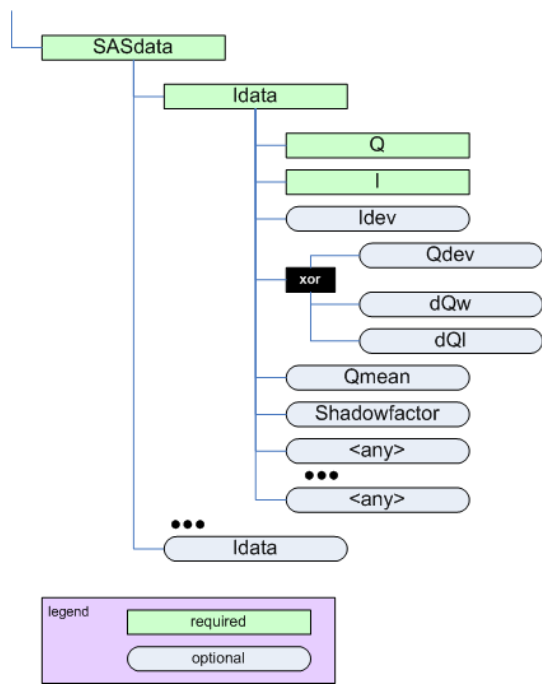 SASdata
Idata
Q
I
Idev
xor
Qdev
dQw
dQl
Qmean
Shadowfactor
<any>
•••
<any>
•••
Idata
legend
required
optional